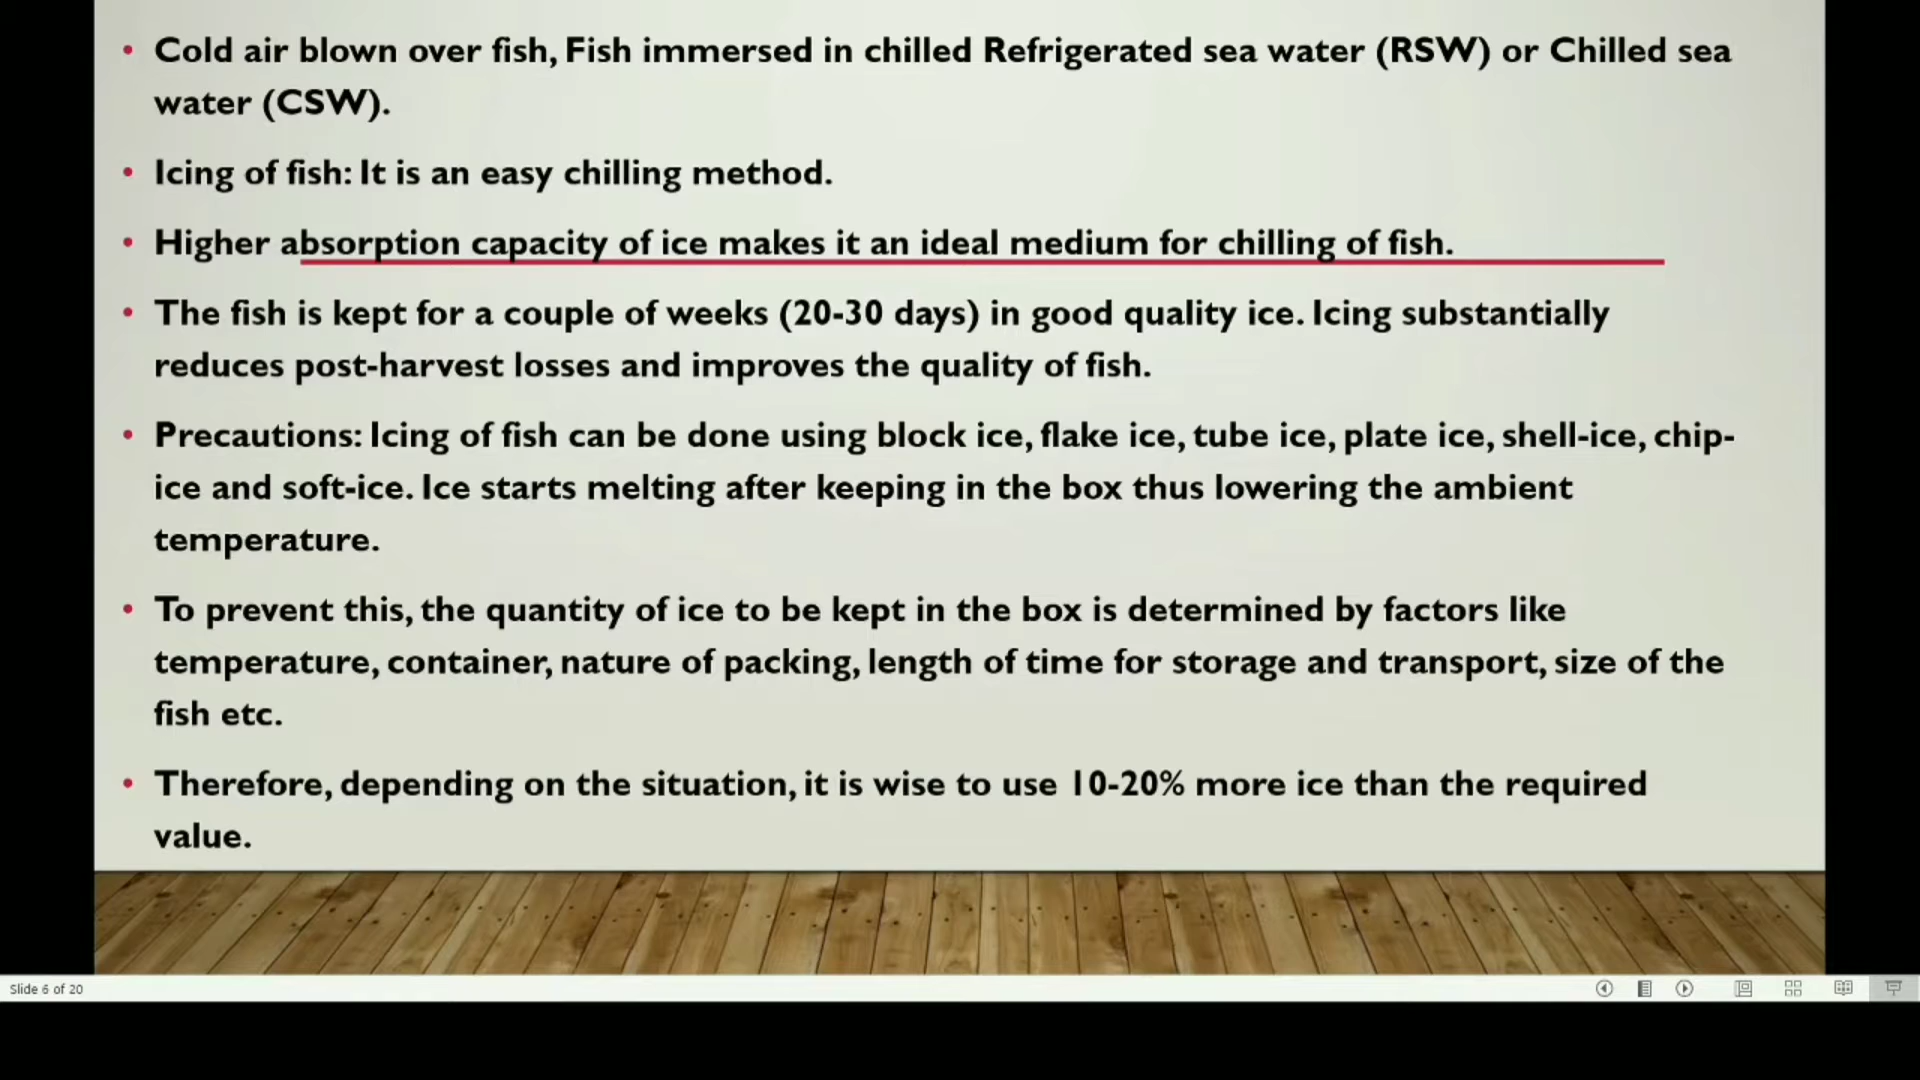 • Cold air blown over fish, Fish immersed in chilled Refrigerated sea water (RSW) or Chilled sea
water (CSW).
• Icing of fish: It is an easy chilling method.
• Higher absorption capacity of ice makes it an ideal medium for chilling of fish.
• The fish is kept for a couple of weeks (20-30 days) in good quality ice. Icing substantially
reduces post-harvest losses and improves the quality of fish.
• Precautions: Icing of fish can be done using block ice, flake ice, tube ice, plate ice, shell-ice, chip-
ice and soft-ice. Ice starts melting after keeping in the box thus lowering the ambient
temperature.
• To prevent this, the quantity of ice to be kept in the box is determined by factors like
temperature, container, nature of packing, length of time for storage and transport, size of the
fish etc.
• Therefore, depending on the situation, it is wise to use 10-20% more ice than the required
value.
Slide 6 of 20